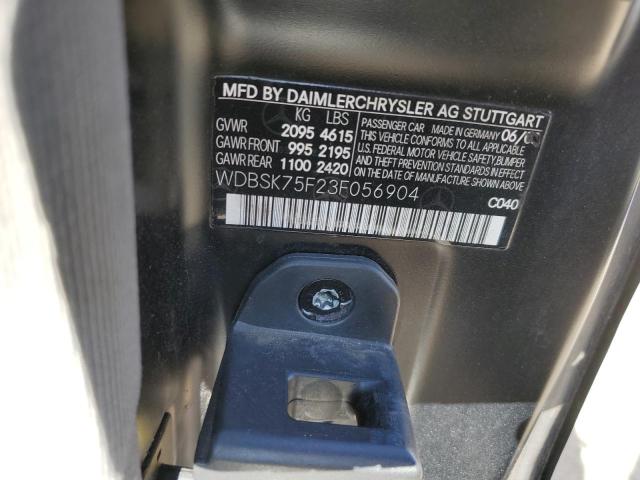 MFD BY DAIMLERCHRYSLER AG STUTTGART
KG LBS
GVWR 2095 4615
GAWR FRONT 995 2195
GAWR REAR 1100 2420
PASSENGER CAR MADE IN GERMANY 06/
THIS VEHICLE CONFORMS TO ALL APPLICABLE
U.S. FEDERAL MOTOR VEHICLE SAFETY, BUMPER
AND THEFT PREVENTION STANDARDS IN EFFECT
ON THE DATE OF MANUFACTURE SHOWN ABOVE.
WDBSK75F23F056904
C040